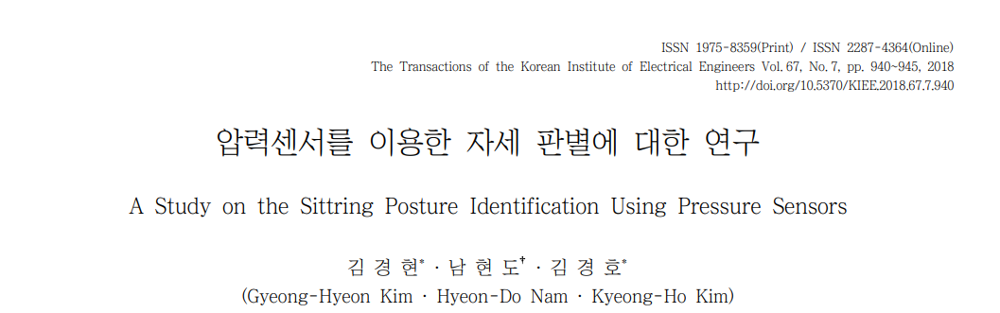 ISSN 1975-8359(Print) / ISSN 2287-4364(Online)
The Transactions of the Korean Institute of Electrical Engineers Vol. 67, No. 7, pp. 940~945, 2018
http://doi.org/10.5370/KIEE.2018.67.7.940
압력센서를 이용한 자세 판별에 대한 연구
A Study on the Sittring Posture Identification Using Pressure Sensors
김 경 현* · 남 현 도† · 김 경 호*
(Gyeong-Hyeon Kim · Hyeon-Do Nam · Kyeong-Ho Kim)